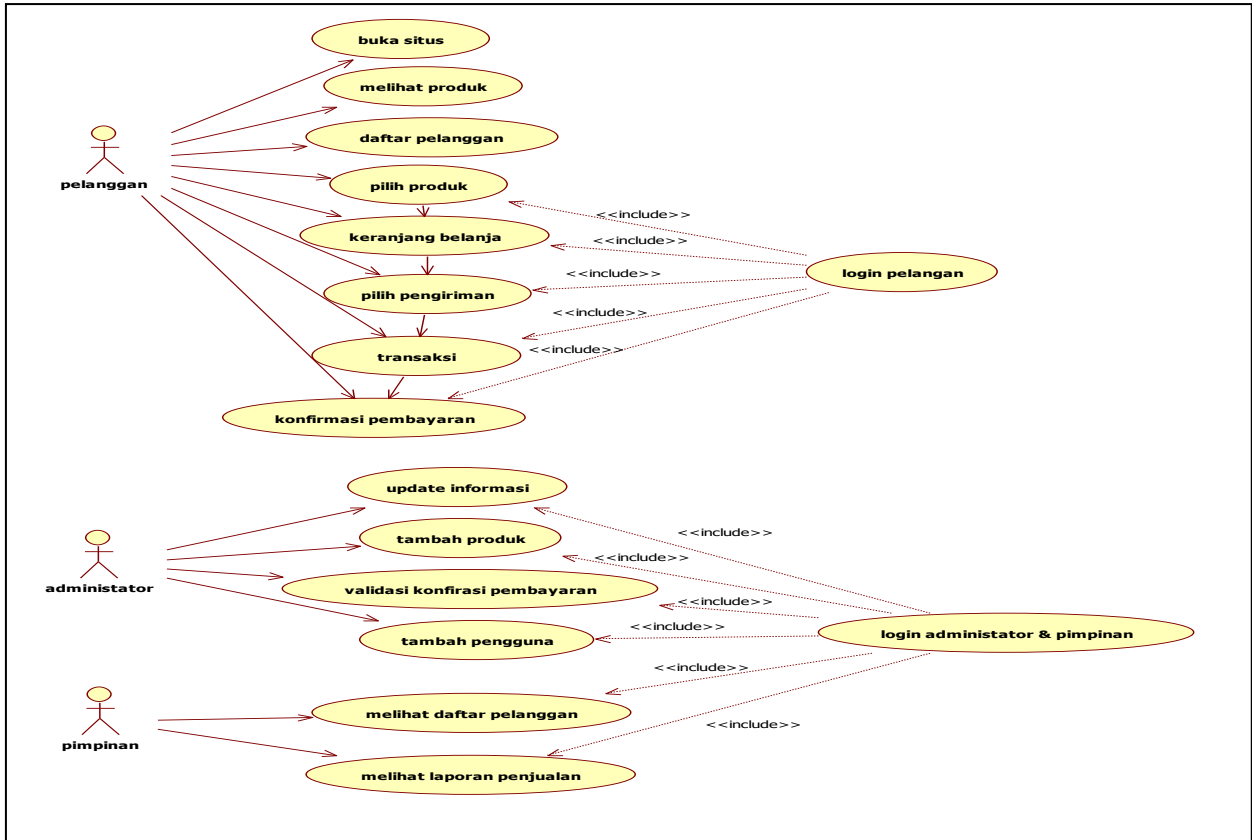 buka situs
melihat produk
daftar pelanggan
pelanggan
pilih produk
<<include>>
keranjang belanja
<<include>>
<<include>>
login pelangan
pilih pengiriman
<<include>>
<<include>>
transaksi
konfirmasi pembayaran
update informasi
<<include>>
tambah produk
<<include>>
administator
validasi konfirasi pembayaran
<<include>>
<<include>>
tambah pengguna
login administator & pimpinan
<<include>>
melihat daftar pelanggan
<<include>>
pimpinan
melihat laporan penjualan